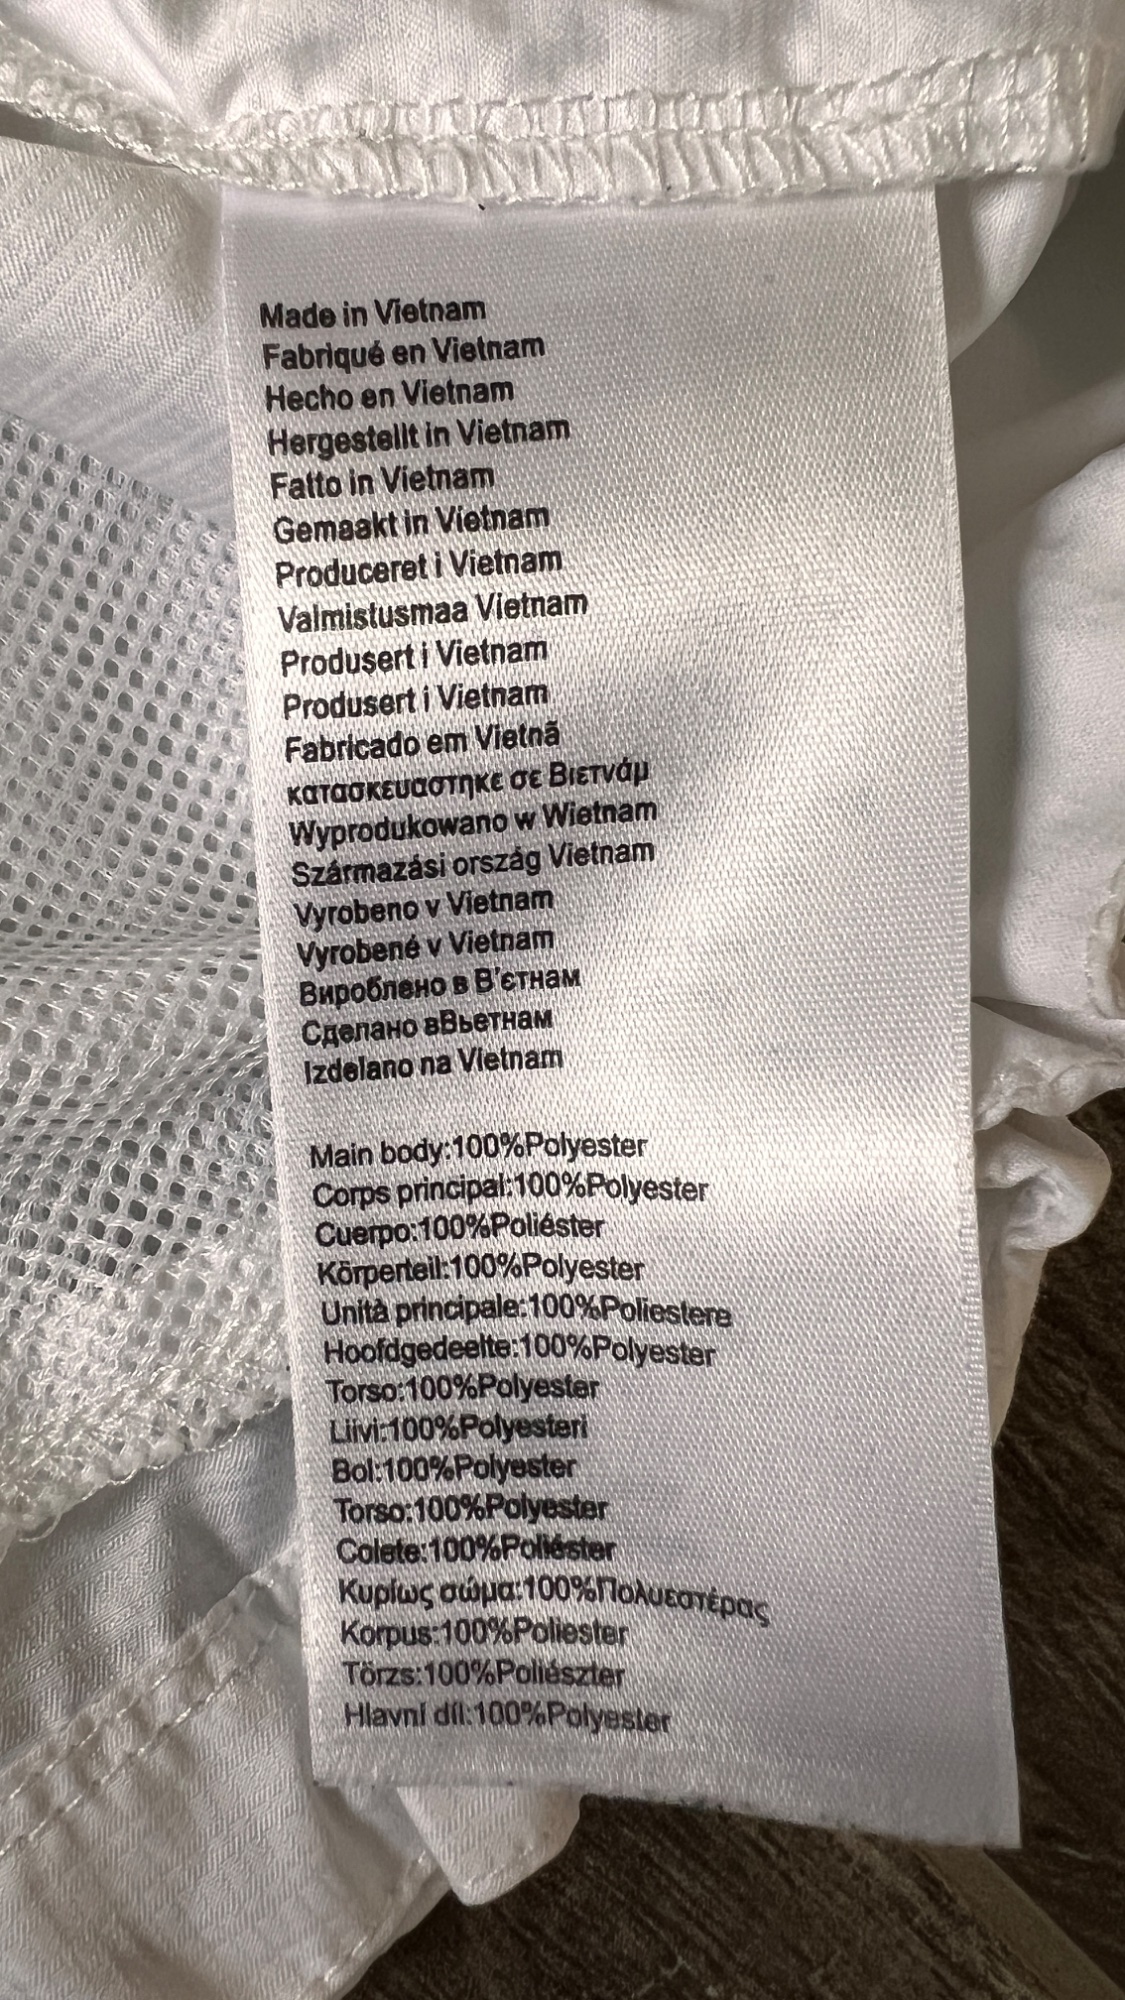 Made in Vietnam
Fabriqué en Vietnam
Hecho en Vietnam
Hergestellt in Vietnam
Fatto in Vietnam
Gemaakt in Vietnam
Produceret i Vietnam
Valmistusmaa Vietnam
Produsert i Vietnam
Produsert i Vietnam
Fabricado em Vietnã
κατασκευαστηκε σε Βιετνάμ
Wyprodukowano w Wietnam
Származási ország Vietnam
Vyrobeno v Vietnam
Vyrobené v Vietnam
Вироблено в В'єтнам
Сделано вВьетнам
Izdelano na Vietnam
Main body:100%Polyester
Corps principal:100%Polyester
Cuerpo:100%Poliéster
Körperteil:100%Polyester
Unità principale:100%Poliestere
Hoofdgedeelte:100%Polyester
Torso:100%Polyester
Liivi:100%Polyesteri
Bol:100%Polyester
Torso:100%Polyester
Colete:100%Poliéster
Κυρίως σώμα:100%Πολυεστέρας
Korpus:100%Poliester
Törzs:100%Poliészter
Hlavní díl:100%Polyester